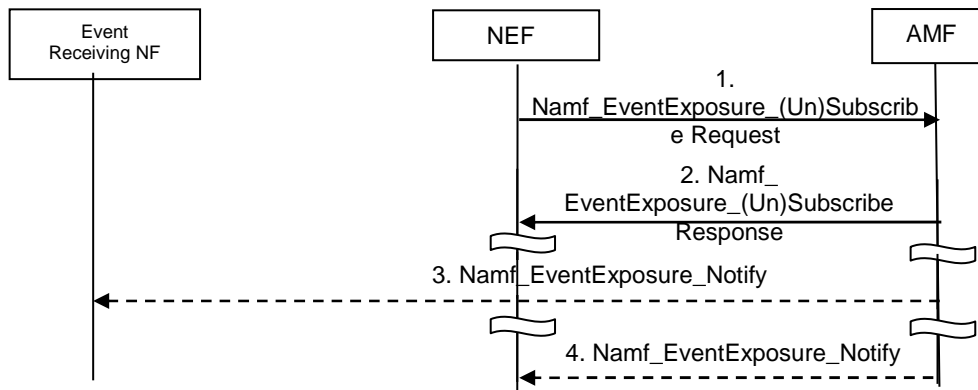 Event
Receiving NF
NEF
AMF
1.
Namf_EventExposure_(Un)Subscrib
e Request
2. Namf_
EventExposure_(Un)Subscribe
Response
3. Namf_EventExposure_Notify
4. Namf_EventExposure_Notify